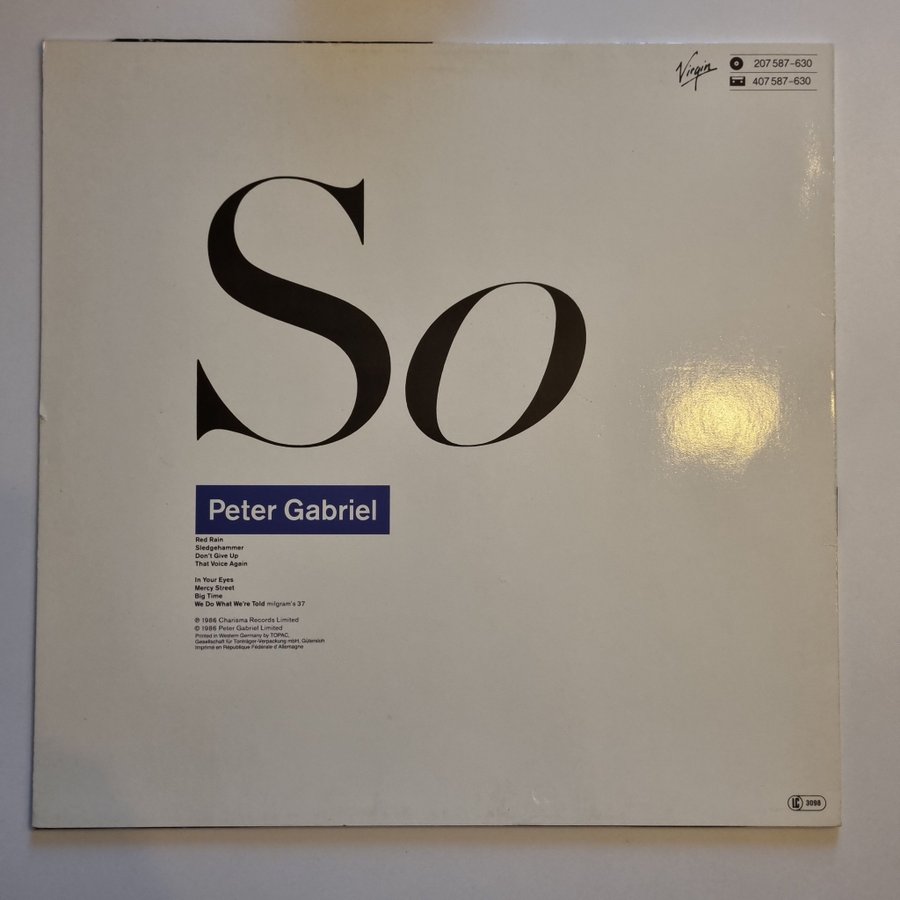 Virgin
207 587-630
407 587-630
So
Peter Gabriel
Red Rain
Sledgehammer
Don't Give Up
That Voice Again
In Your Eyes
Mercy Street
Big Time
We Do What We're Told milgram's 37
℗ 1986 Charisma Records Limited
© 1986 Peter Gabriel Limited
Printed in Western Germany by TOPAC,
Gesellschaft für Tonträger-Verpackung mbH, Gütersloh
Imprimé en République Fédérale d'Allemagne
LC 3098